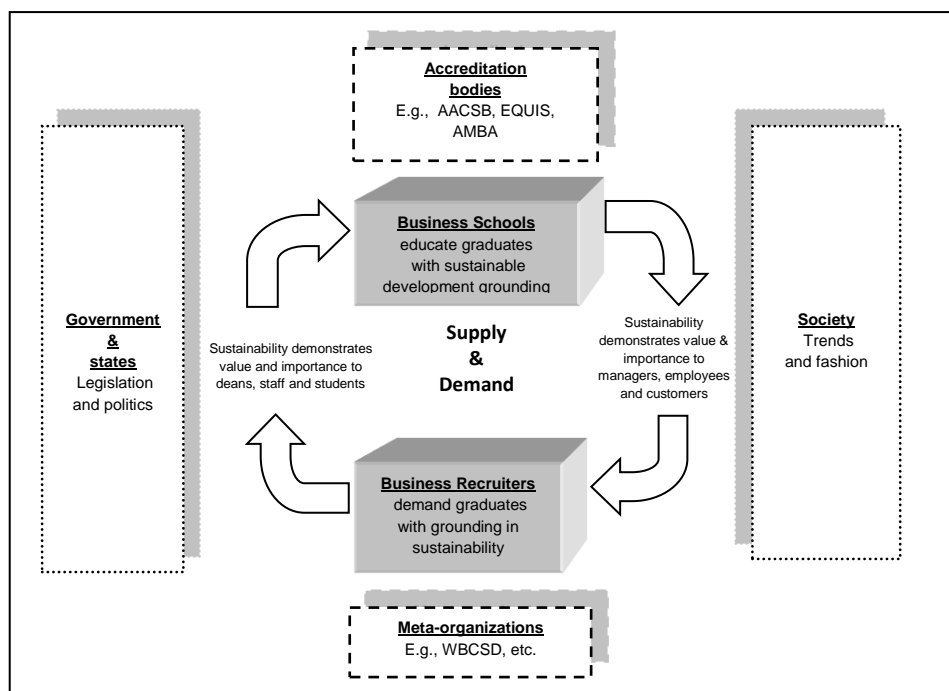 Accreditation
bodies
E.g., AACSB, EQUIS,
AMBA
Business Schools
educate graduates
with sustainable
development grounding
Government
&
states
Legislation
and politics
Sustainability demonstrates
value and importance to
deans, staff and students
Supply
&
Demand
Sustainability
demonstrates value &
importance to
managers, employees
and customers
Society
Trends
and fashion
Business Recruiters
demand graduates
with grounding in
sustainability
Meta-organizations
E.g., WBCSD, etc.